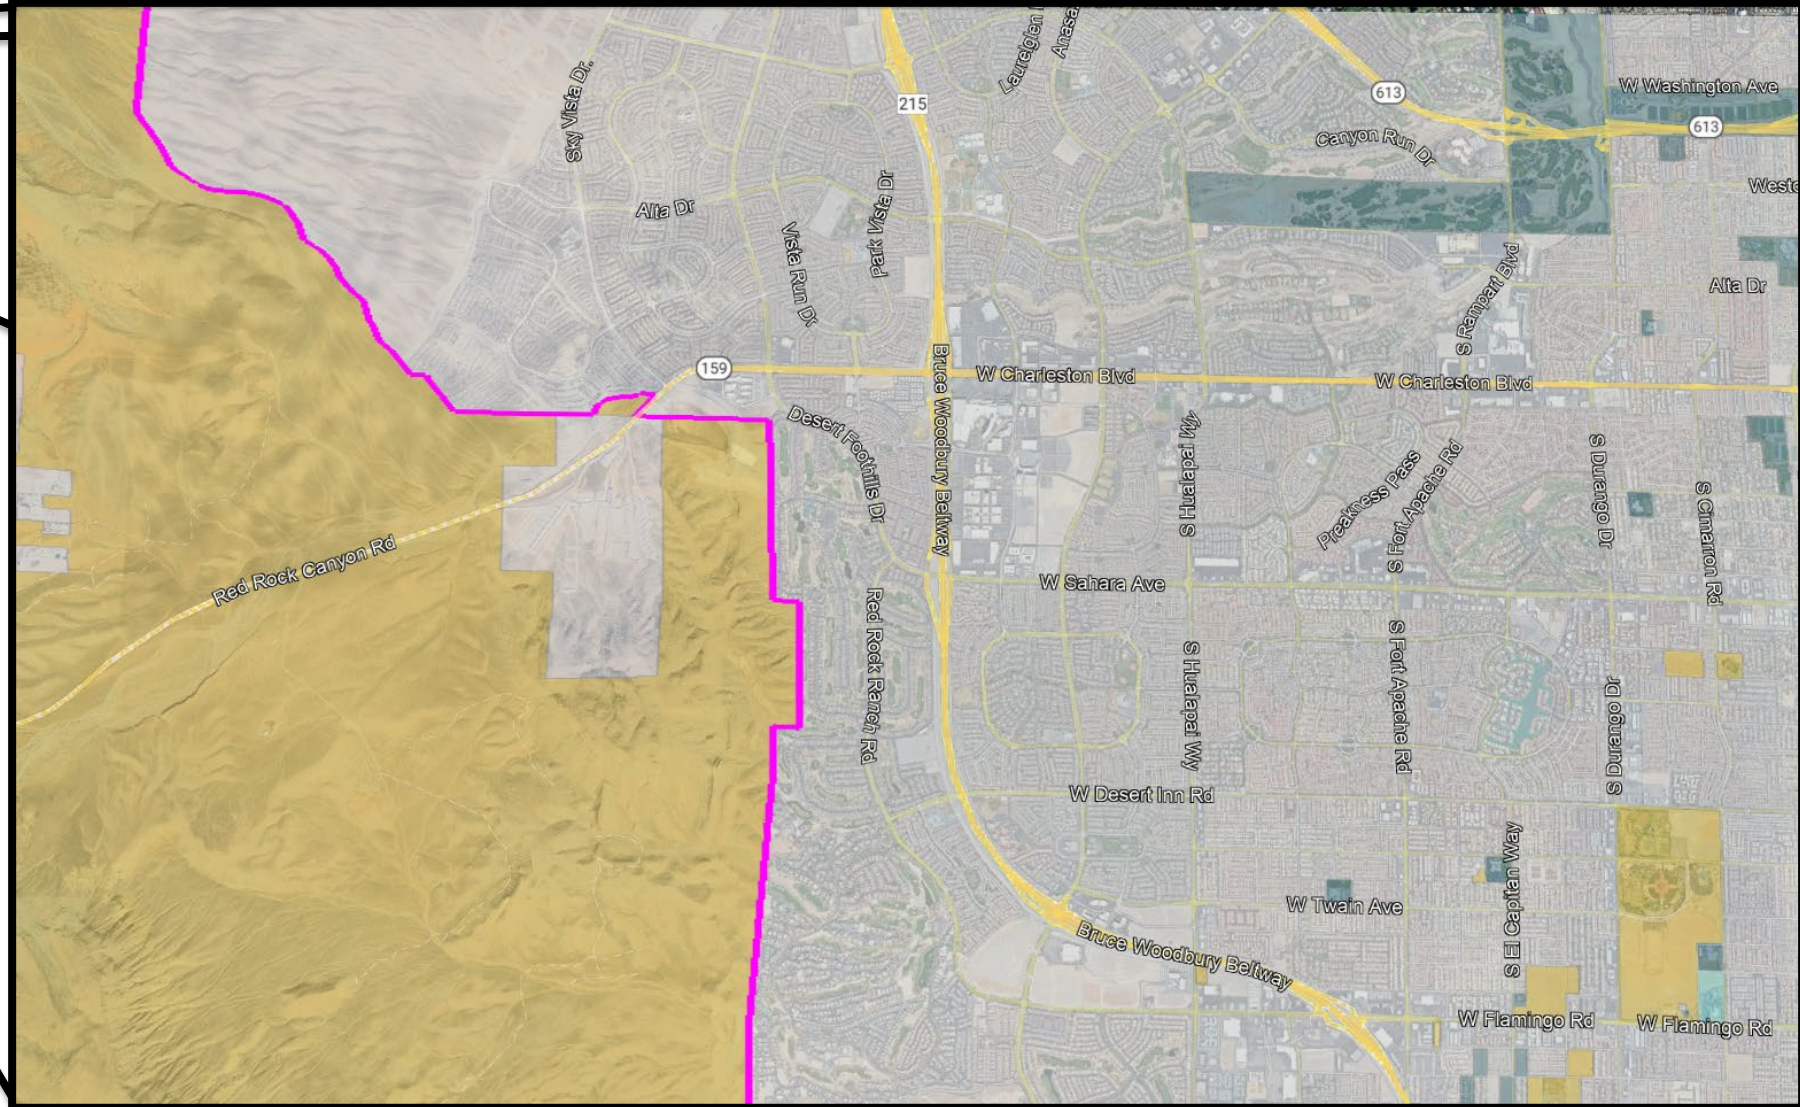 Laurelglen
Anasa
W Washington Ave
613
215
613
Sky Vista Dr.
Canyon Run Dr
Westc
Alta Dr
Park Vista Dr
Vista Run Dr
S Rampart Blvd
Alta Dr
159
W Charleston Blvd
W Charleston Blvd
Bruce Woodbury Beltway
Desert Foothills Dr
S Hualapai Wy
Preakness Pass
S Fort Apache Rd
S Durango Dr
S Cimarron Rd
Red Rock Canyon Rd
W Sahara Ave
Red Rock Ranch Rd
S Hualapai Wy
S Fort Apache Rd
S Durango Dr
W Desert Inn Rd
S El Capitan Way
W Twain Ave
Bruce Woodbury Beltway
W Flamingo Rd
W Flamingo Rd